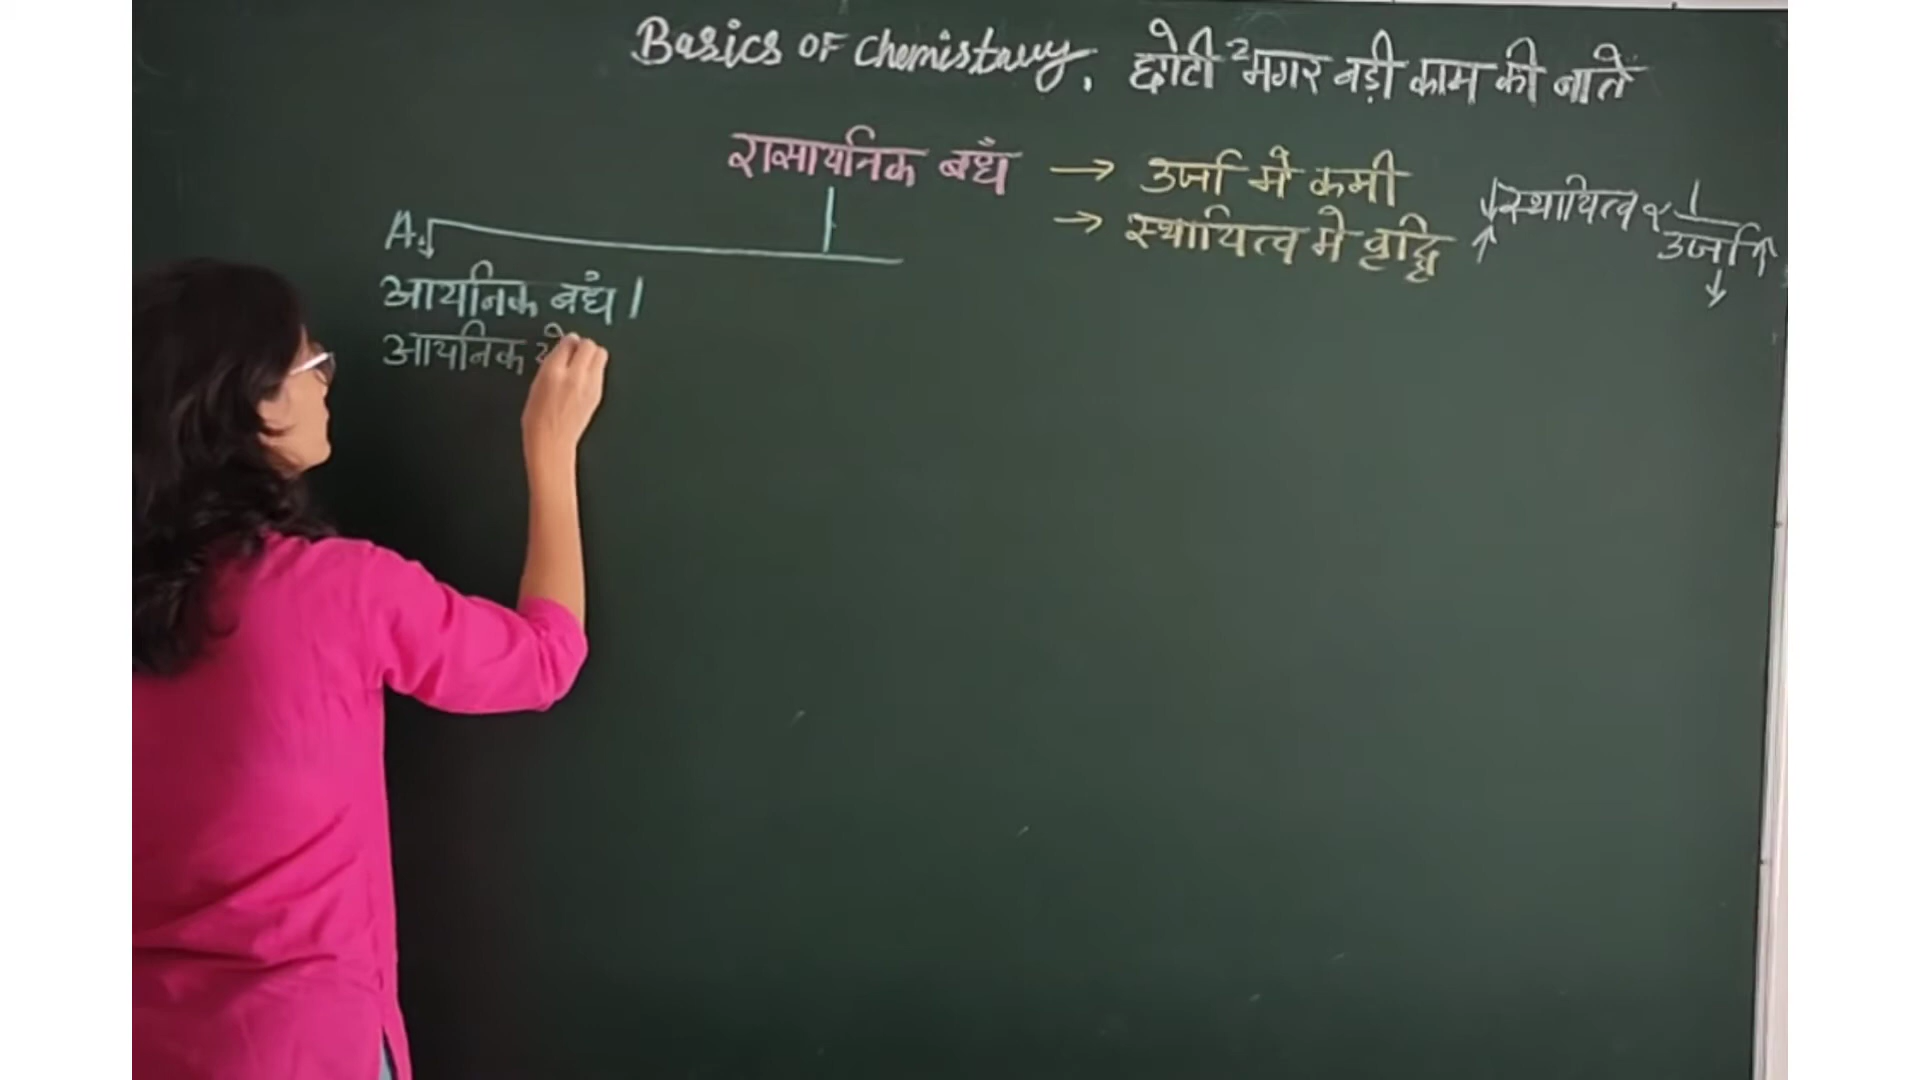 Basics OF Chemistry, छोटी 2 मगर बड़ी काम की बातें
रासायनिक बंध → उर्जा मे कमी
→ स्थायित्व मे वृद्धि
↓↑ स्थायित्व ∝ 1/उर्जा ↑↓
A.
आयनिक बंध /
आयनिक